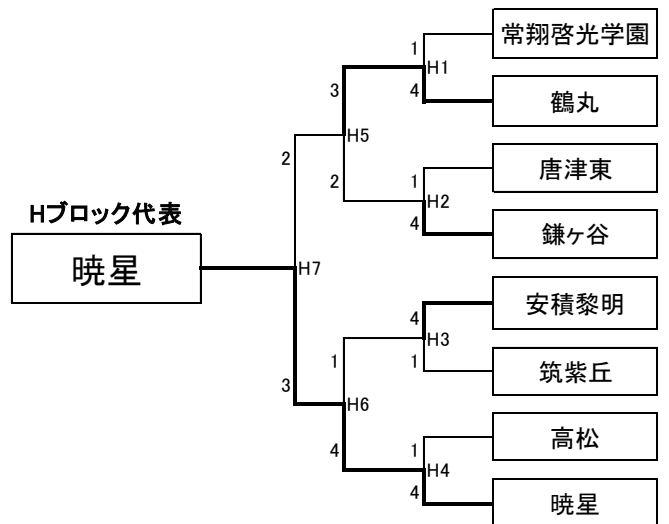 常翔啓光学園
1
H1
4
鶴丸
3
H5
2
唐津東
1
H2
4
鎌ヶ谷
2
Hブロック代表
暁星
H7
3
安積黎明
4
H3
1
筑紫丘
1
H6
4
高松
1
H4
4
暁星